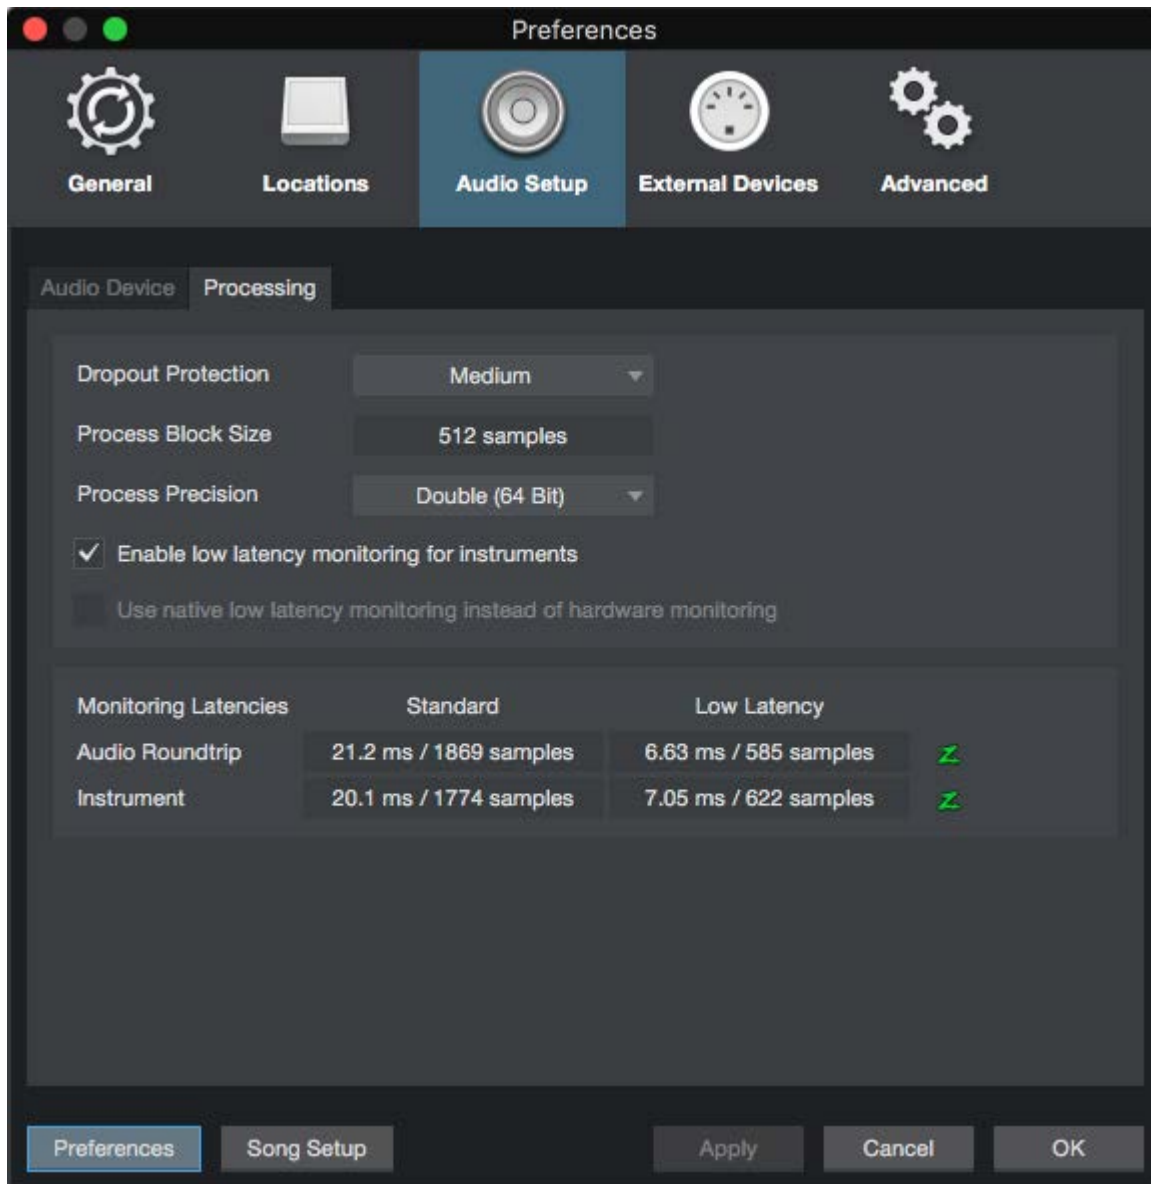 Preferences
General Locations Audio Setup External Devices Advanced
Audio Device Processing
Dropout Protection Medium
Process Block Size 512 samples
Process Precision Double (64 Bit)
Enable low latency monitoring for instruments
Use native low latency monitoring instead of hardware monitoring
Monitoring Latencies Standard Low Latency
Audio Roundtrip 21.2 ms / 1869 samples 6.63 ms / 585 samples Z
Instrument 20.1 ms / 1774 samples 7.05 ms / 622 samples Z
Preferences Song Setup Apply Cancel OK